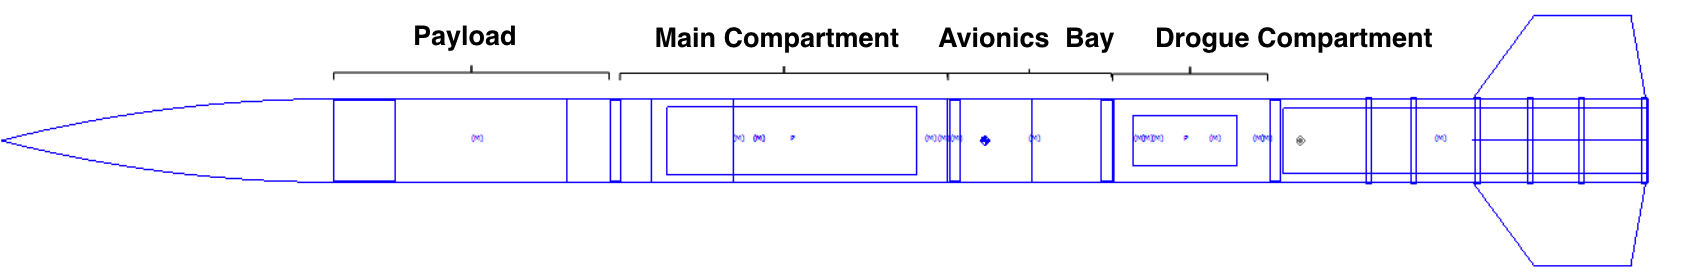 Payload
Main Compartment
Avionics Bay
Drogue Compartment
(M)
(M) (M) P
(M)(M)(M)
(M)
(M)(M)(M) P (M)
(M)(M)
(M)